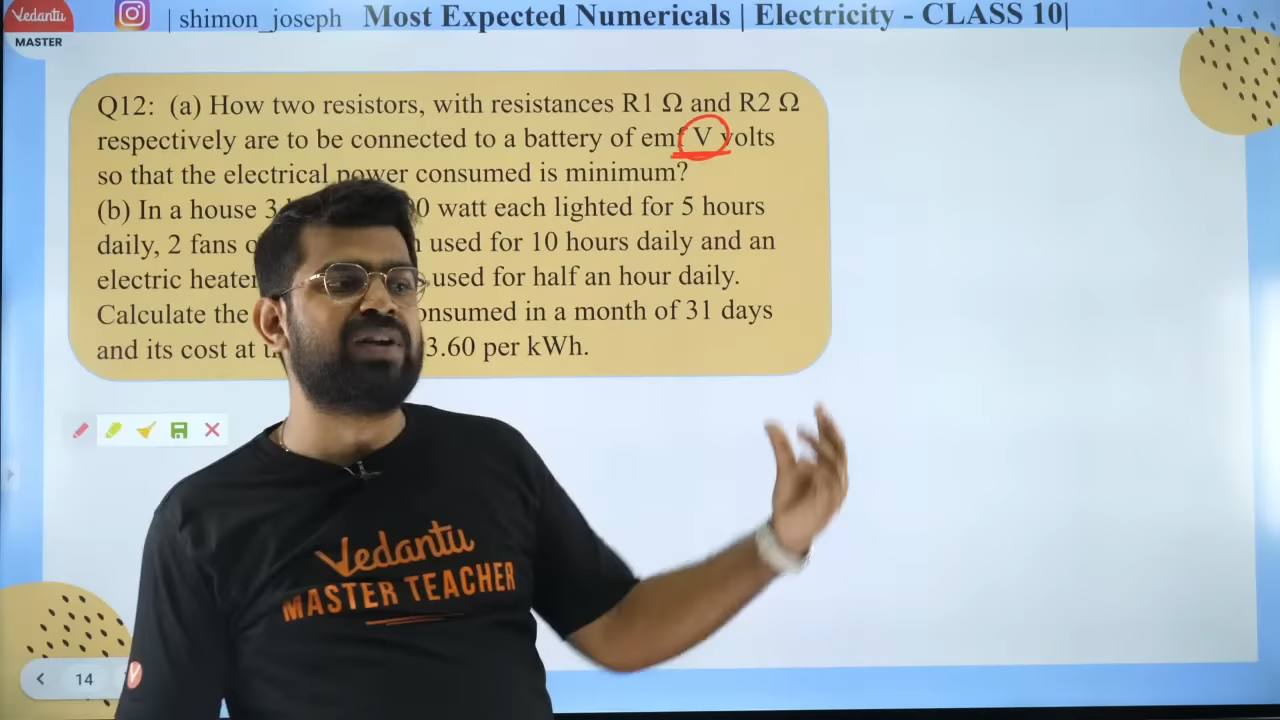 Vedantu
MASTER
| shimon_joseph Most Expected Numericals | Electricity - CLASS 10|
Q12: (a) How two resistors, with resistances R1 Ω and R2 Ω
respectively are to be connected to a battery of emf V volts
so that the electrical power consumed is minimum?
(b) In a house 3 0 watt each lighted for 5 hours
daily, 2 fans used for 10 hours daily and an
electric heater used for half an hour daily.
Calculate the consumed in a month of 31 days
and its cost at 3.60 per kWh.
Vedantu
MASTER TEACHER
14